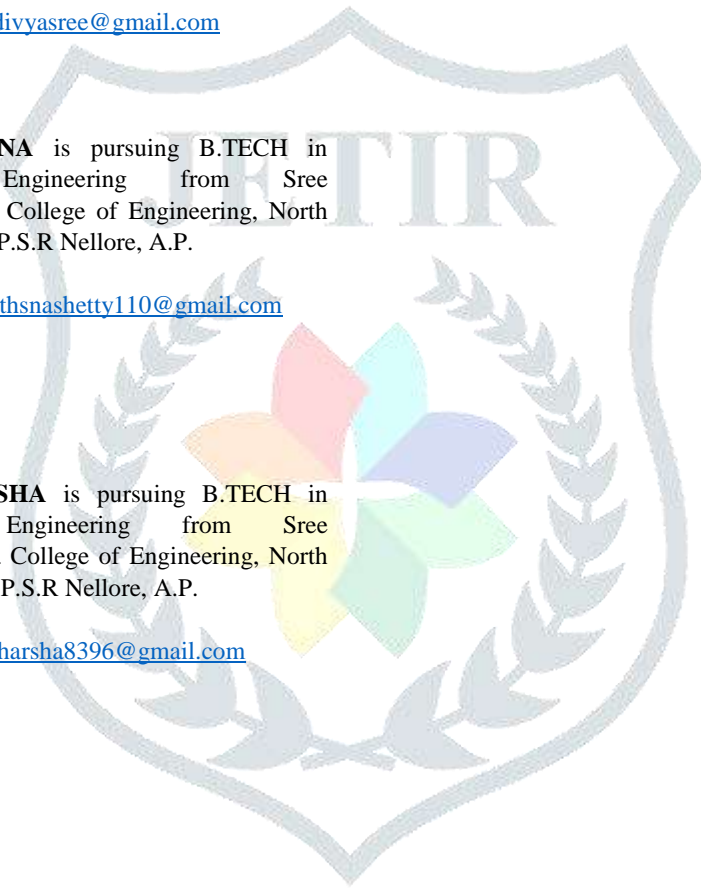 divyasree@gmail.com
JETIR
NA is pursuing B.TECH in
Engineering from Sree
College of Engineering, North
P.S.R Nellore, A.P.
thsnashetty110@gmail.com
SHA is pursuing B.TECH in
Engineering from Sree
College of Engineering, North
P.S.R Nellore, A.P.
harsha8396@gmail.com